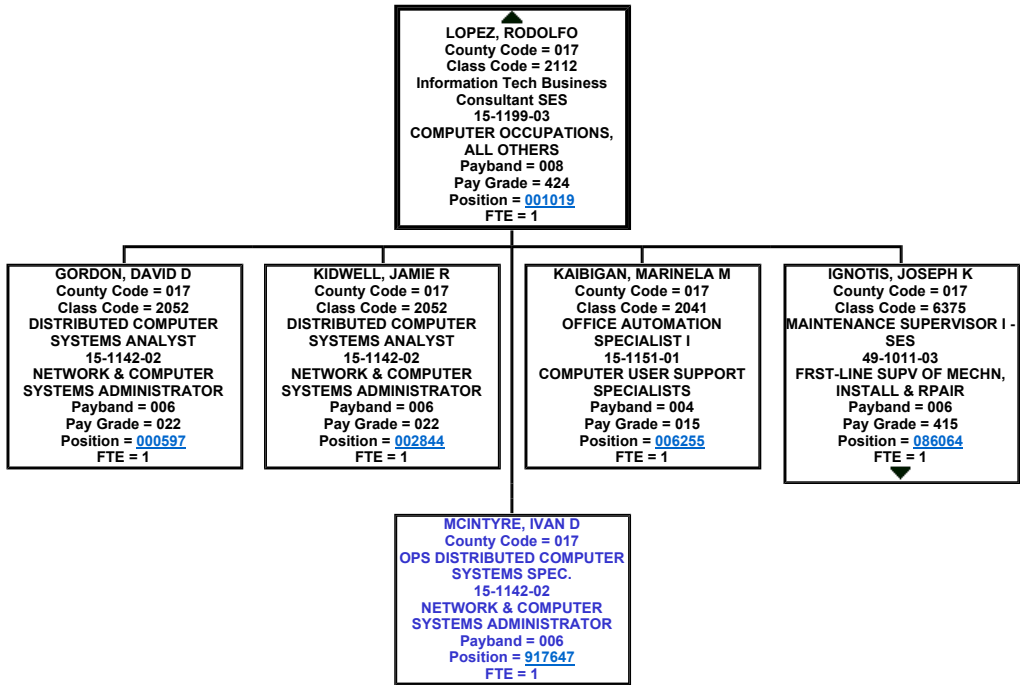 LOPEZ, RODOLFO
County Code = 017
Class Code = 2112
Information Tech Business
Consultant SES
15-1199-03
COMPUTER OCCUPATIONS,
ALL OTHERS
Payband = 008
Pay Grade = 424
Position = 001019
FTE = 1
GORDON, DAVID D
County Code = 017
Class Code = 2052
DISTRIBUTED COMPUTER
SYSTEMS ANALYST
15-1142-02
NETWORK & COMPUTER
SYSTEMS ADMINISTRATOR
Payband = 006
Pay Grade = 022
Position = 000597
FTE = 1
KIDWELL, JAMIE R
County Code = 017
Class Code = 2052
DISTRIBUTED COMPUTER
SYSTEMS ANALYST
15-1142-02
NETWORK & COMPUTER
SYSTEMS ADMINISTRATOR
Payband = 006
Pay Grade = 022
Position = 002844
FTE = 1
KAIBIGAN, MARINELA M
County Code = 017
Class Code = 2041
OFFICE AUTOMATION
SPECIALIST I
15-1151-01
COMPUTER USER SUPPORT
SPECIALISTS
Payband = 004
Pay Grade = 015
Position = 006255
FTE = 1
IGNOTIS, JOSEPH K
County Code = 017
Class Code = 6375
MAINTENANCE SUPERVISOR I -
SES
49-1011-03
FRST-LINE SUPV OF MECHN,
INSTALL & RPAIR
Payband = 006
Pay Grade = 415
Position = 086064
FTE = 1
MCINTYRE, IVAN D
County Code = 017
OPS DISTRIBUTED COMPUTER
SYSTEMS SPEC.
15-1142-02
NETWORK & COMPUTER
SYSTEMS ADMINISTRATOR
Payband = 006
Position = 917647
FTE = 1